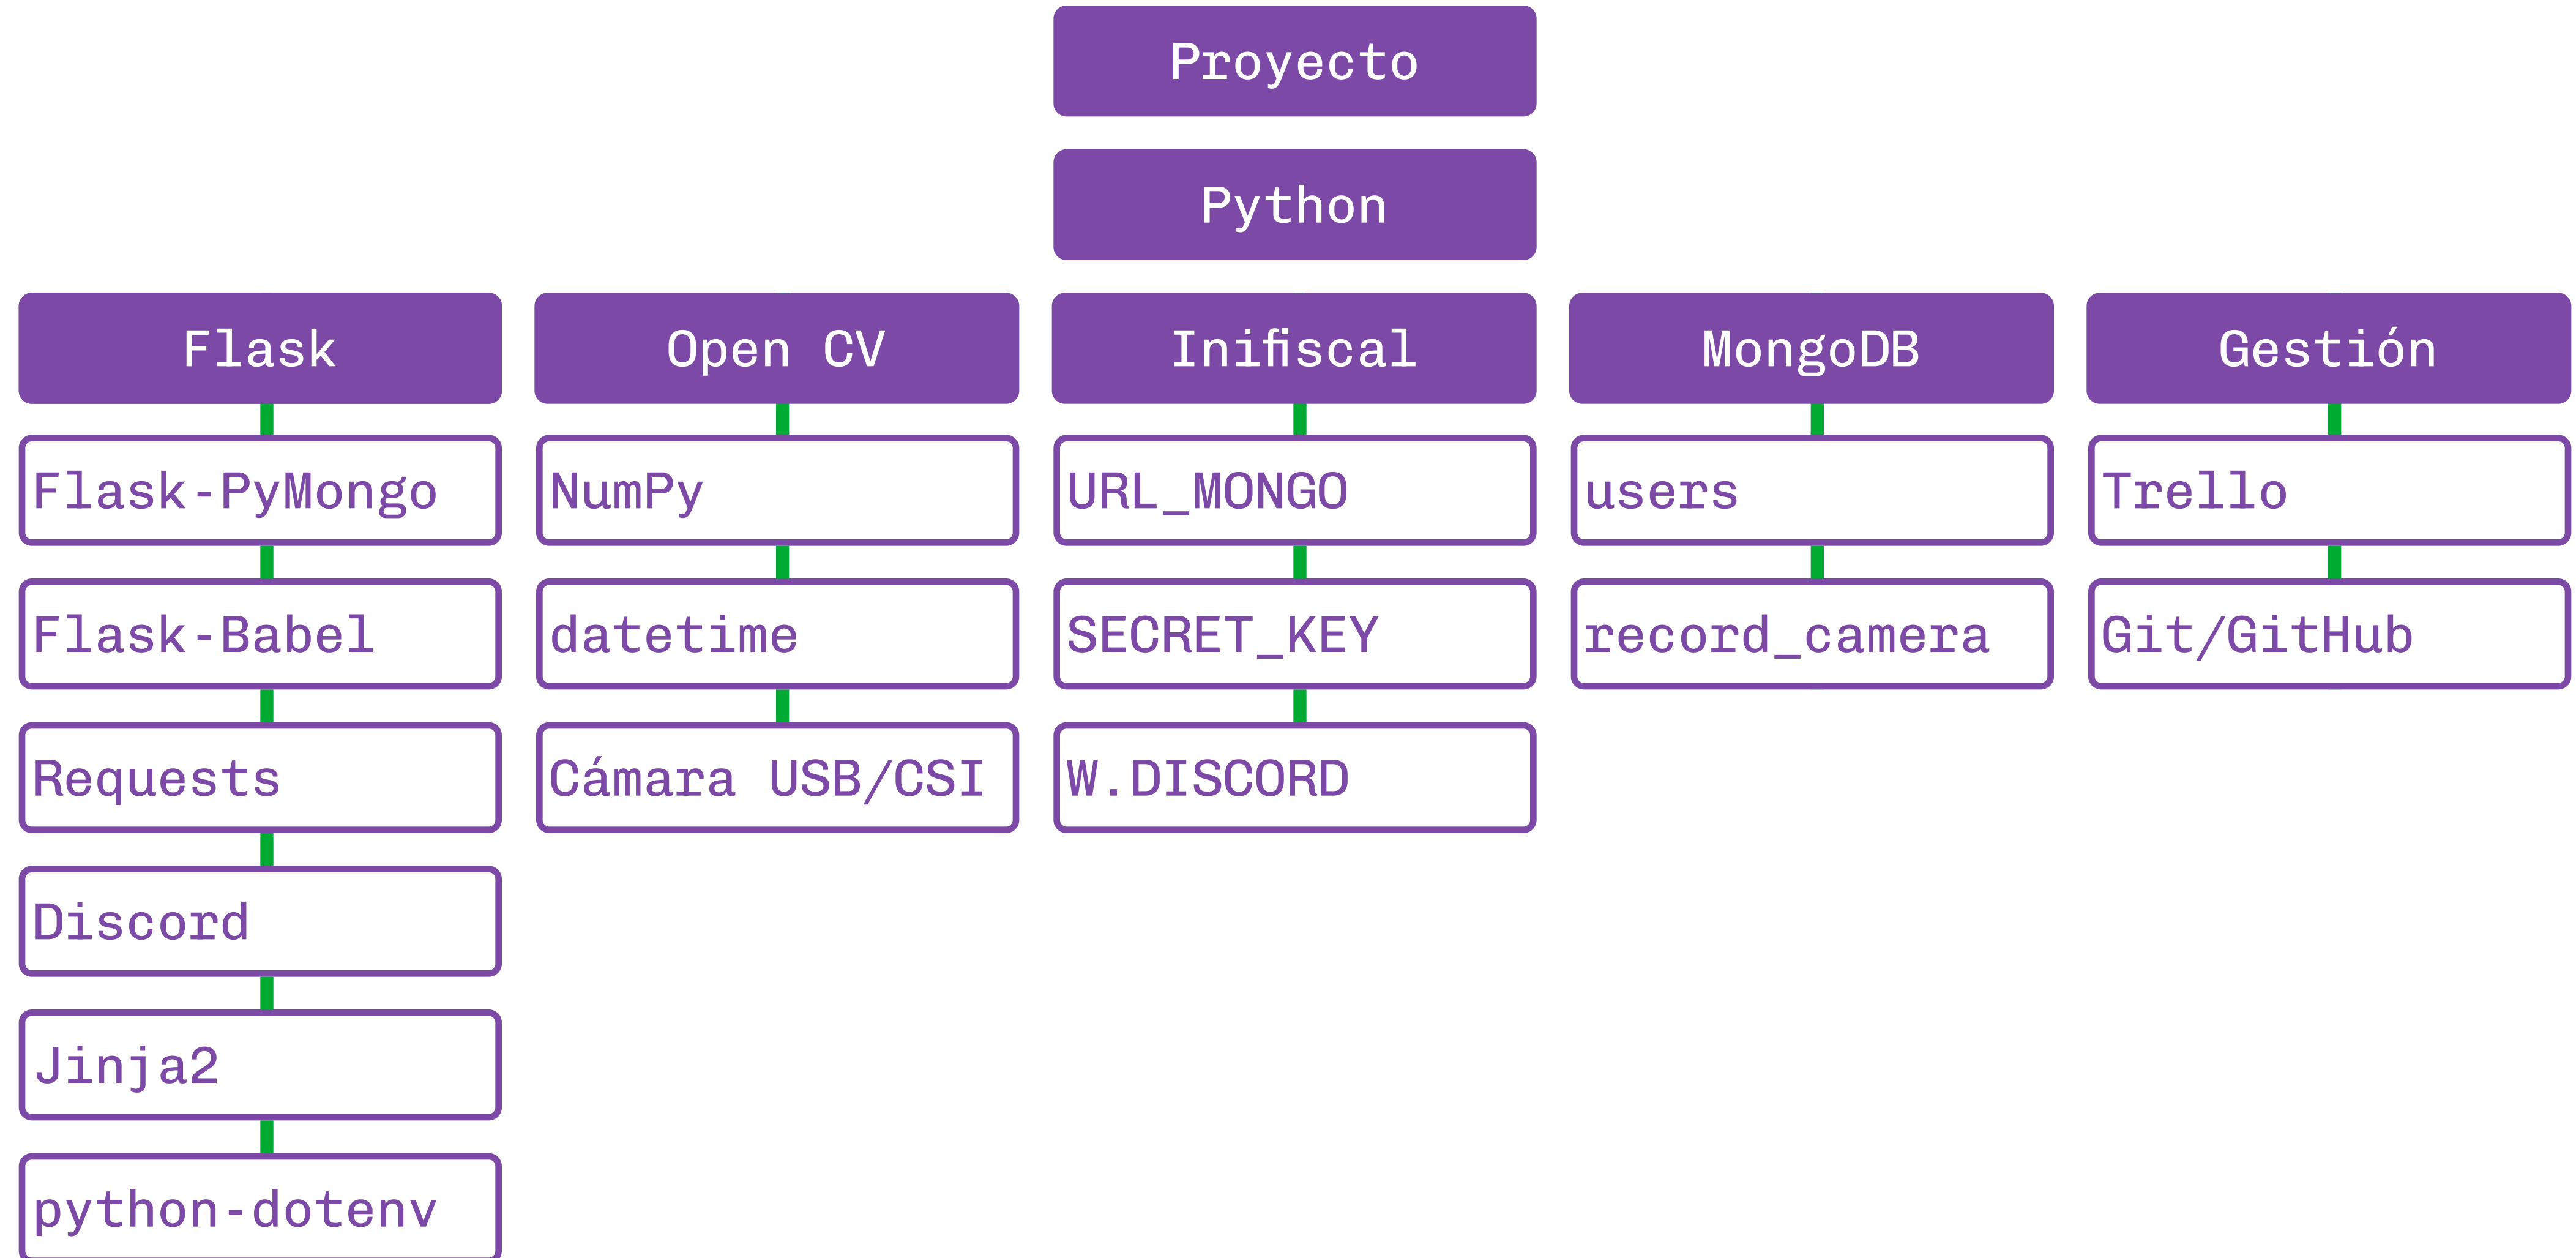 Proyecto
Python
Flask
Flask-PyMongo
Flask-Babel
Requests
Discord
Jinja2
python-dotenv
Open CV
NumPy
datetime
Cámara USB/CSI
Inifiscal
URL_MONGO
SECRET_KEY
W.DISCORD
MongoDB
users
record_camera
Gestión
Trello
Git/GitHub